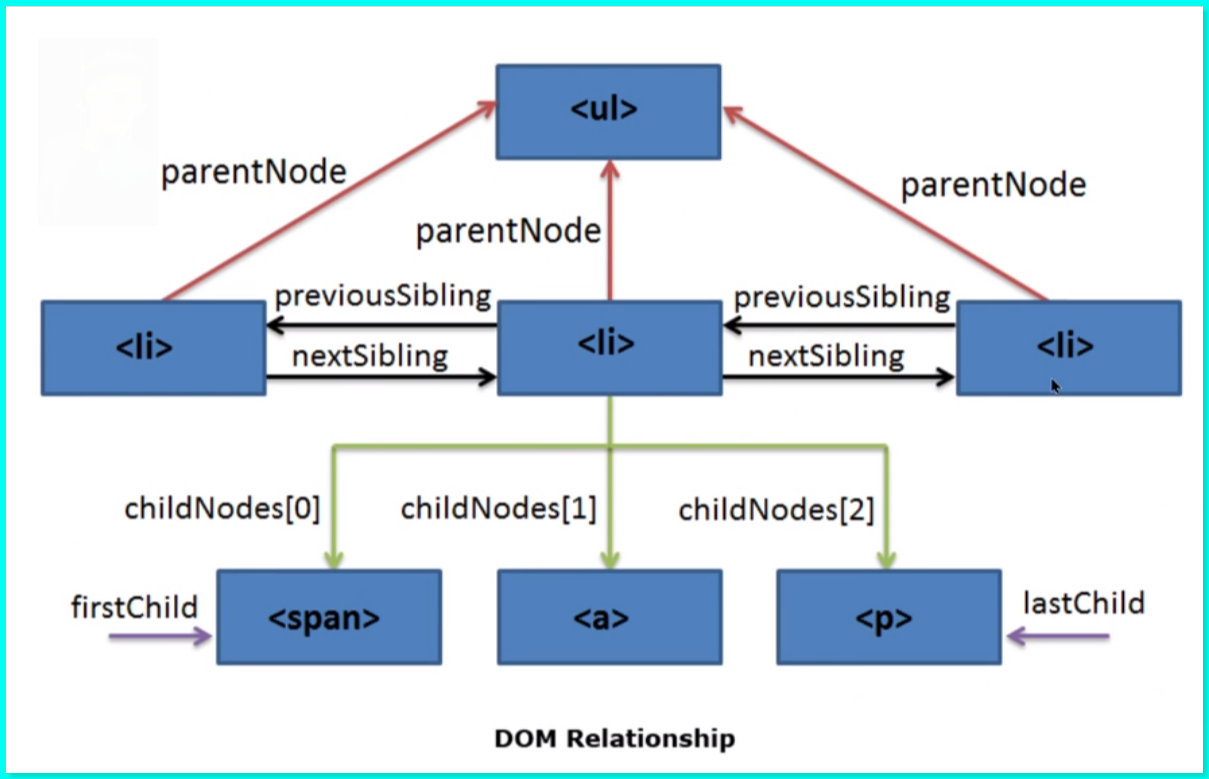 <ul>
parentNode
parentNode
parentNode
previousSibling
previousSibling
<li>
nextSibling
<li>
nextSibling
<li>
childNodes[0]
childNodes[1]
childNodes[2]
firstChild
<span>
<a>
<p>
lastChild
DOM Relationship